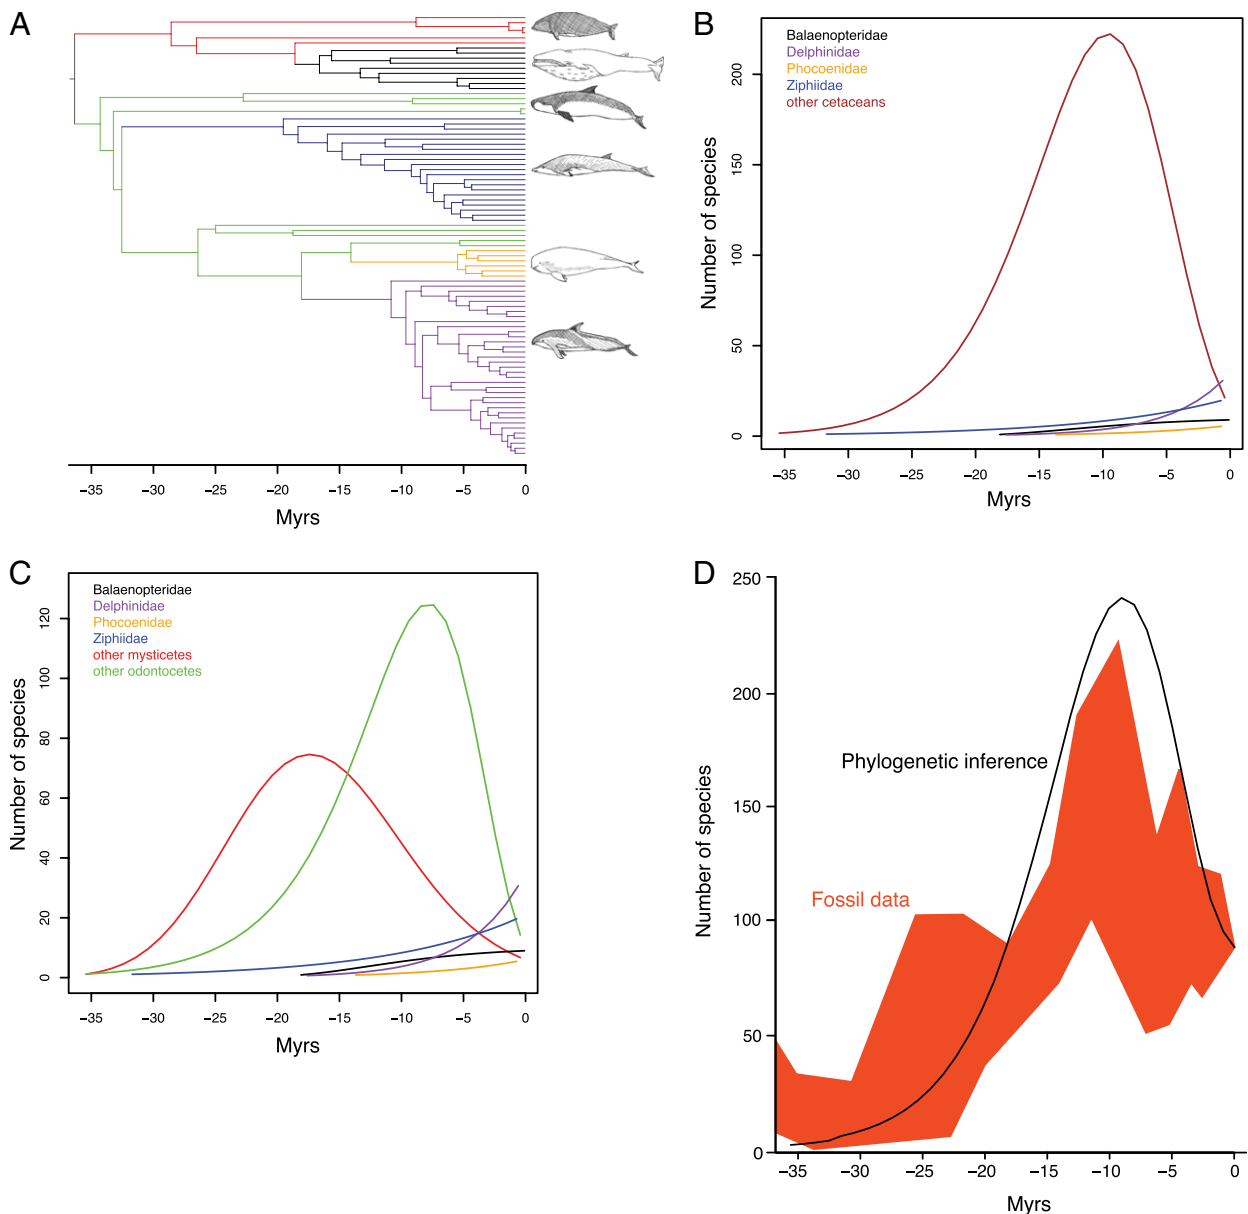 A
−35 −30 −25 −20 −15 −10 −5 0
Myrs
B
Balaenopteridae
Delphinidae
Phocoenidae
Ziphiidae
other cetaceans
Number of species
200
150
100
50
0
−35 −30 −25 −20 −15 −10 −5 0
Myrs
C
Balaenopteridae
Delphinidae
Phocoenidae
Ziphiidae
other mysticetes
other odontocetes
Number of species
120
100
80
60
40
20
0
−35 −30 −25 −20 −15 −10 −5 0
Myrs
D
250
200
150
100
50
0
Number of species
Phylogenetic inference
Fossil data
−35 −30 −25 −20 −15 −10 −5 0
Myrs